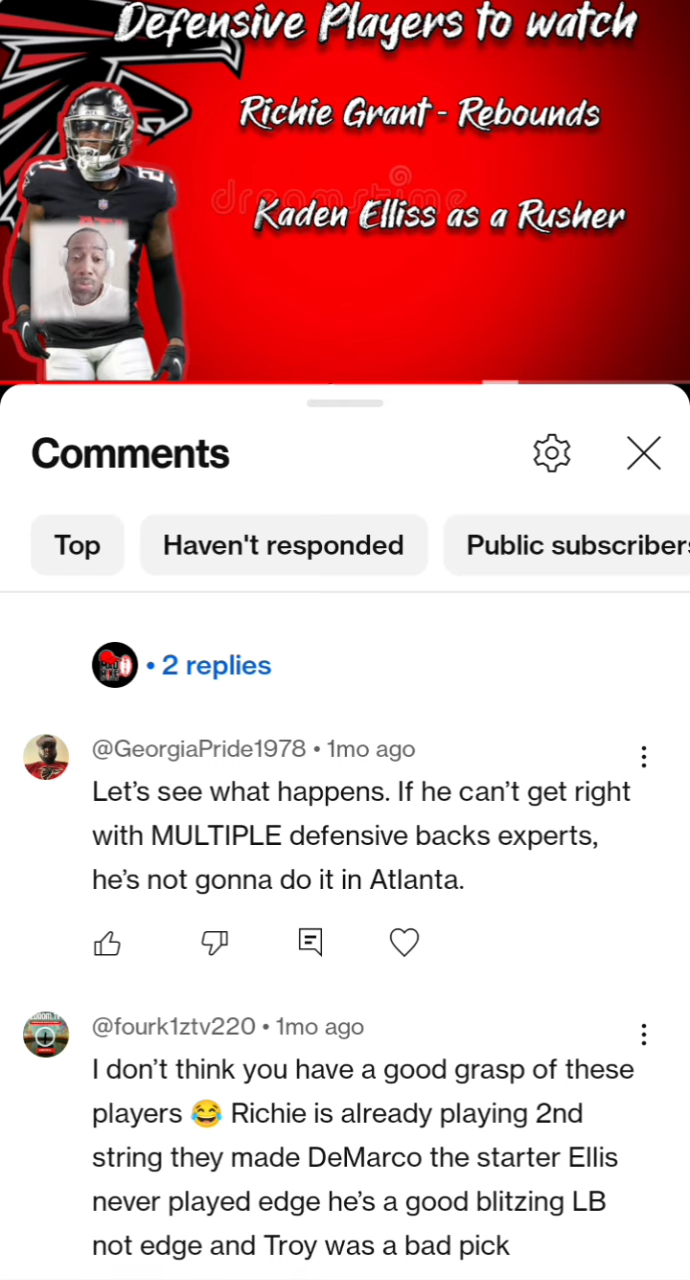 Defensive Players to watch
Richie Grant - Rebounds
dreamstime
Kaden Elliss as a Rusher
Comments
Top
Haven't responded
Public subscribers
• 2 replies
@GeorgiaPride1978 • 1mo ago
Let’s see what happens. If he can’t get right
with MULTIPLE defensive backs experts,
he’s not gonna do it in Atlanta.
@fourk1ztv220 • 1mo ago
I don’t think you have a good grasp of these
players 😂 Richie is already playing 2nd
string they made DeMarco the starter Ellis
never played edge he’s a good blitzing LB
not edge and Troy was a bad pick